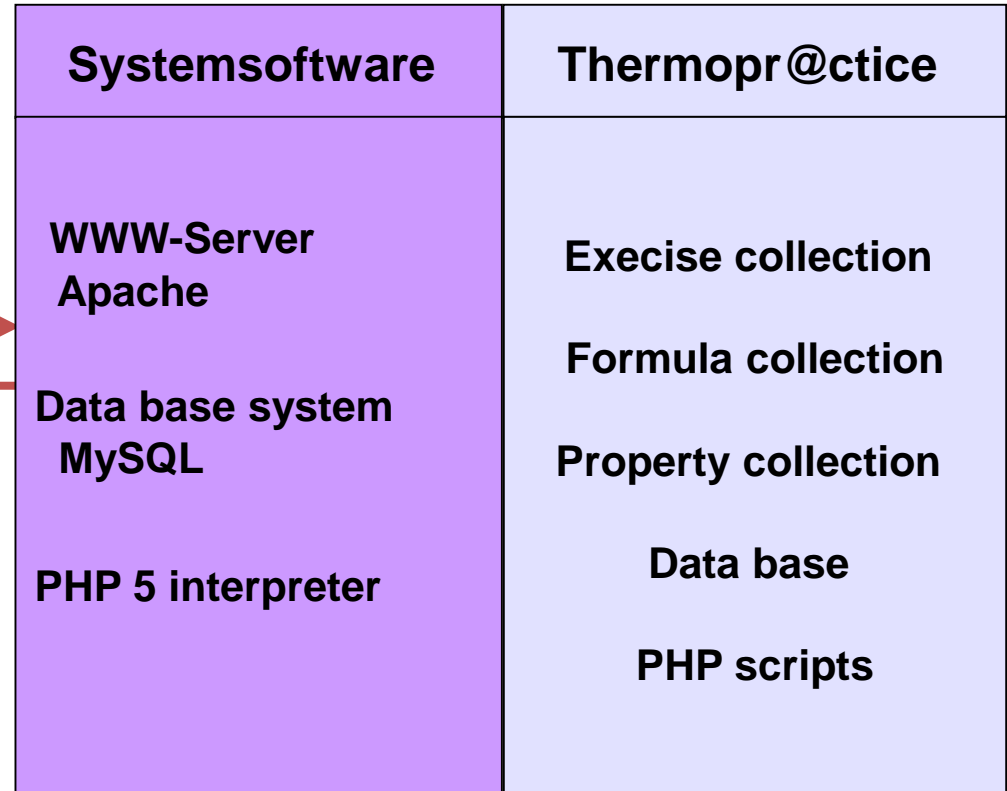 Systemsoftware
Thermopr@ctice
WWW-Server
Apache
Data base system
MySQL
PHP 5 interpreter
Execise collection
Formula collection
Property collection
Data base
PHP scripts